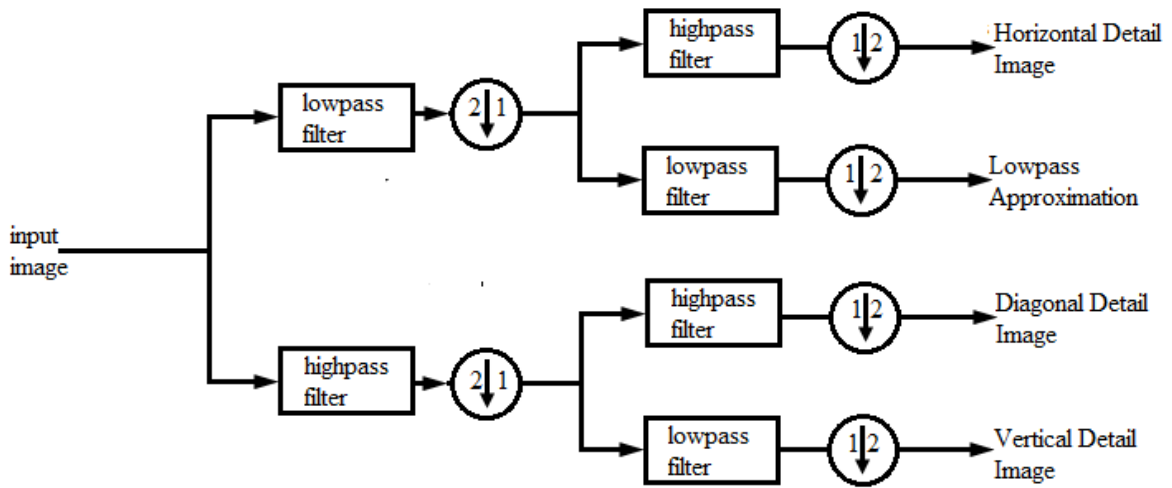 highpass
filter
1 2
Horizontal Detail
Image
lowpass
filter
2 1
lowpass
filter
1 2
Lowpass
Approximation
input
image
highpass
filter
1 2
Diagonal Detail
Image
highpass
filter
2 1
lowpass
filter
1 2
Vertical Detail
Image